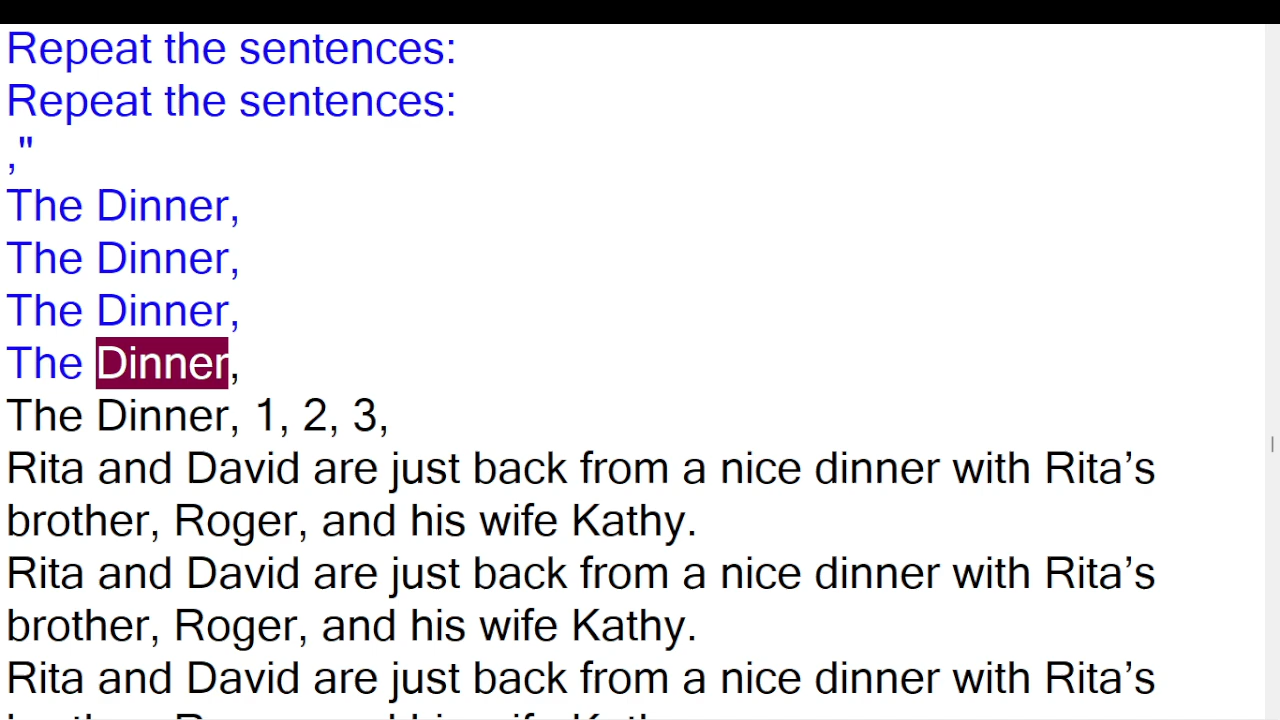 Repeat the sentences:
Repeat the sentences:
,"
The Dinner,
The Dinner,
The Dinner,
The Dinner,
The Dinner, 1, 2, 3,
Rita and David are just back from a nice dinner with Rita’s
brother, Roger, and his wife Kathy.
Rita and David are just back from a nice dinner with Rita’s
brother, Roger, and his wife Kathy.
Rita and David are just back from a nice dinner with Rita’s